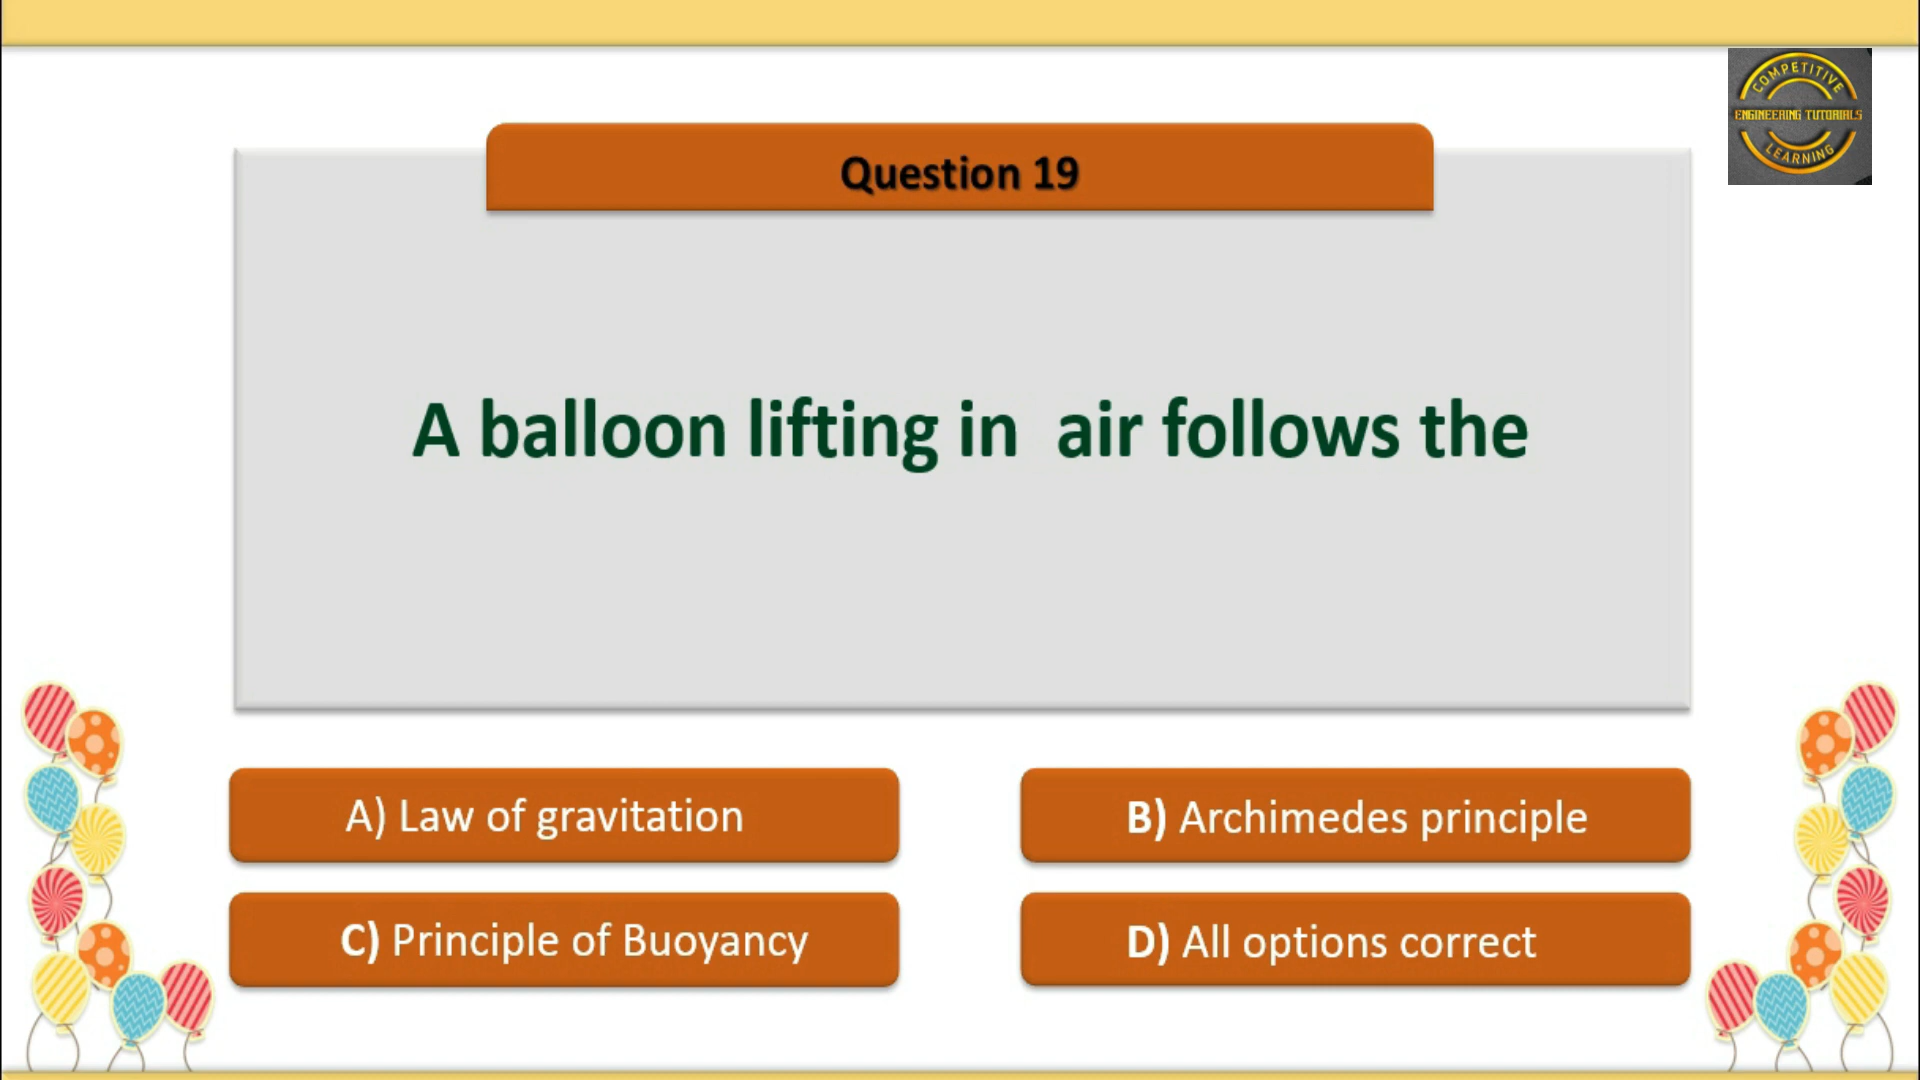 COMPETITIVE
ENGINEERING TUTORIALS
LEARNING
Question 19
A balloon lifting in  air follows the
A) Law of gravitation
B) Archimedes principle
C) Principle of Buoyancy
D) All options correct